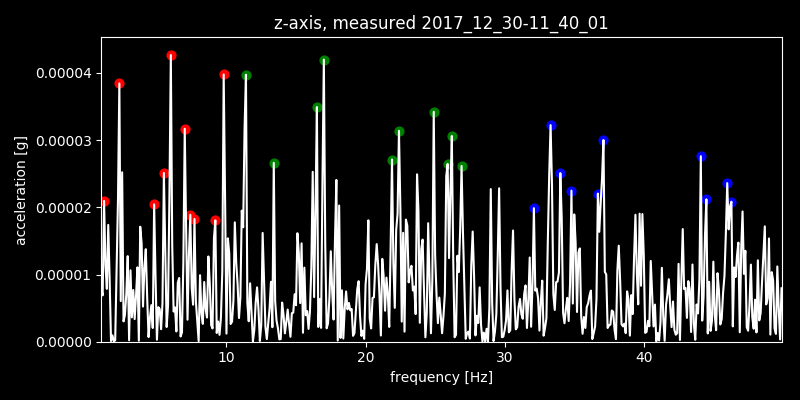 z-axis, measured 2017_12_30-11_40_01
0.00004
0.00003
0.00002
0.00001
0.00000
acceleration [g]
10 20 30 40
frequency [Hz]